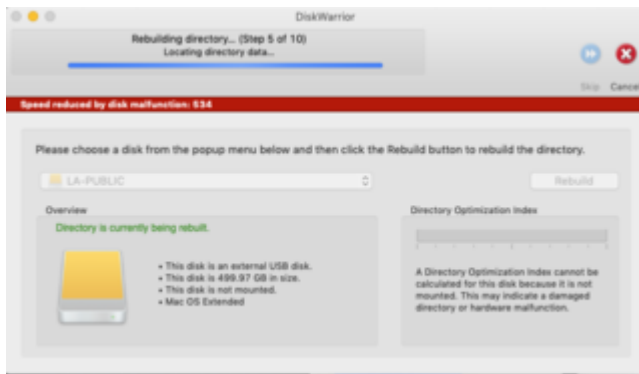 DiskWarrior
Rebuilding directory... (Step 5 of 10)
Locating directory data...
Skip
Cancel
Speed reduced by disk malfunction: 534
Please choose a disk from the popup menu below and then click the Rebuild button to rebuild the directory.
LA-PUBLIC
Rebuild
Overview
Directory is currently being rebuilt.
• This disk is an external USB disk.
• This disk is 499.97 GB in size.
• This disk is not mounted.
• Mac OS Extended
Directory Optimization Index
A Directory Optimization Index cannot be
calculated for this disk because it is not
mounted. This may indicate a damaged
directory or hardware malfunction.